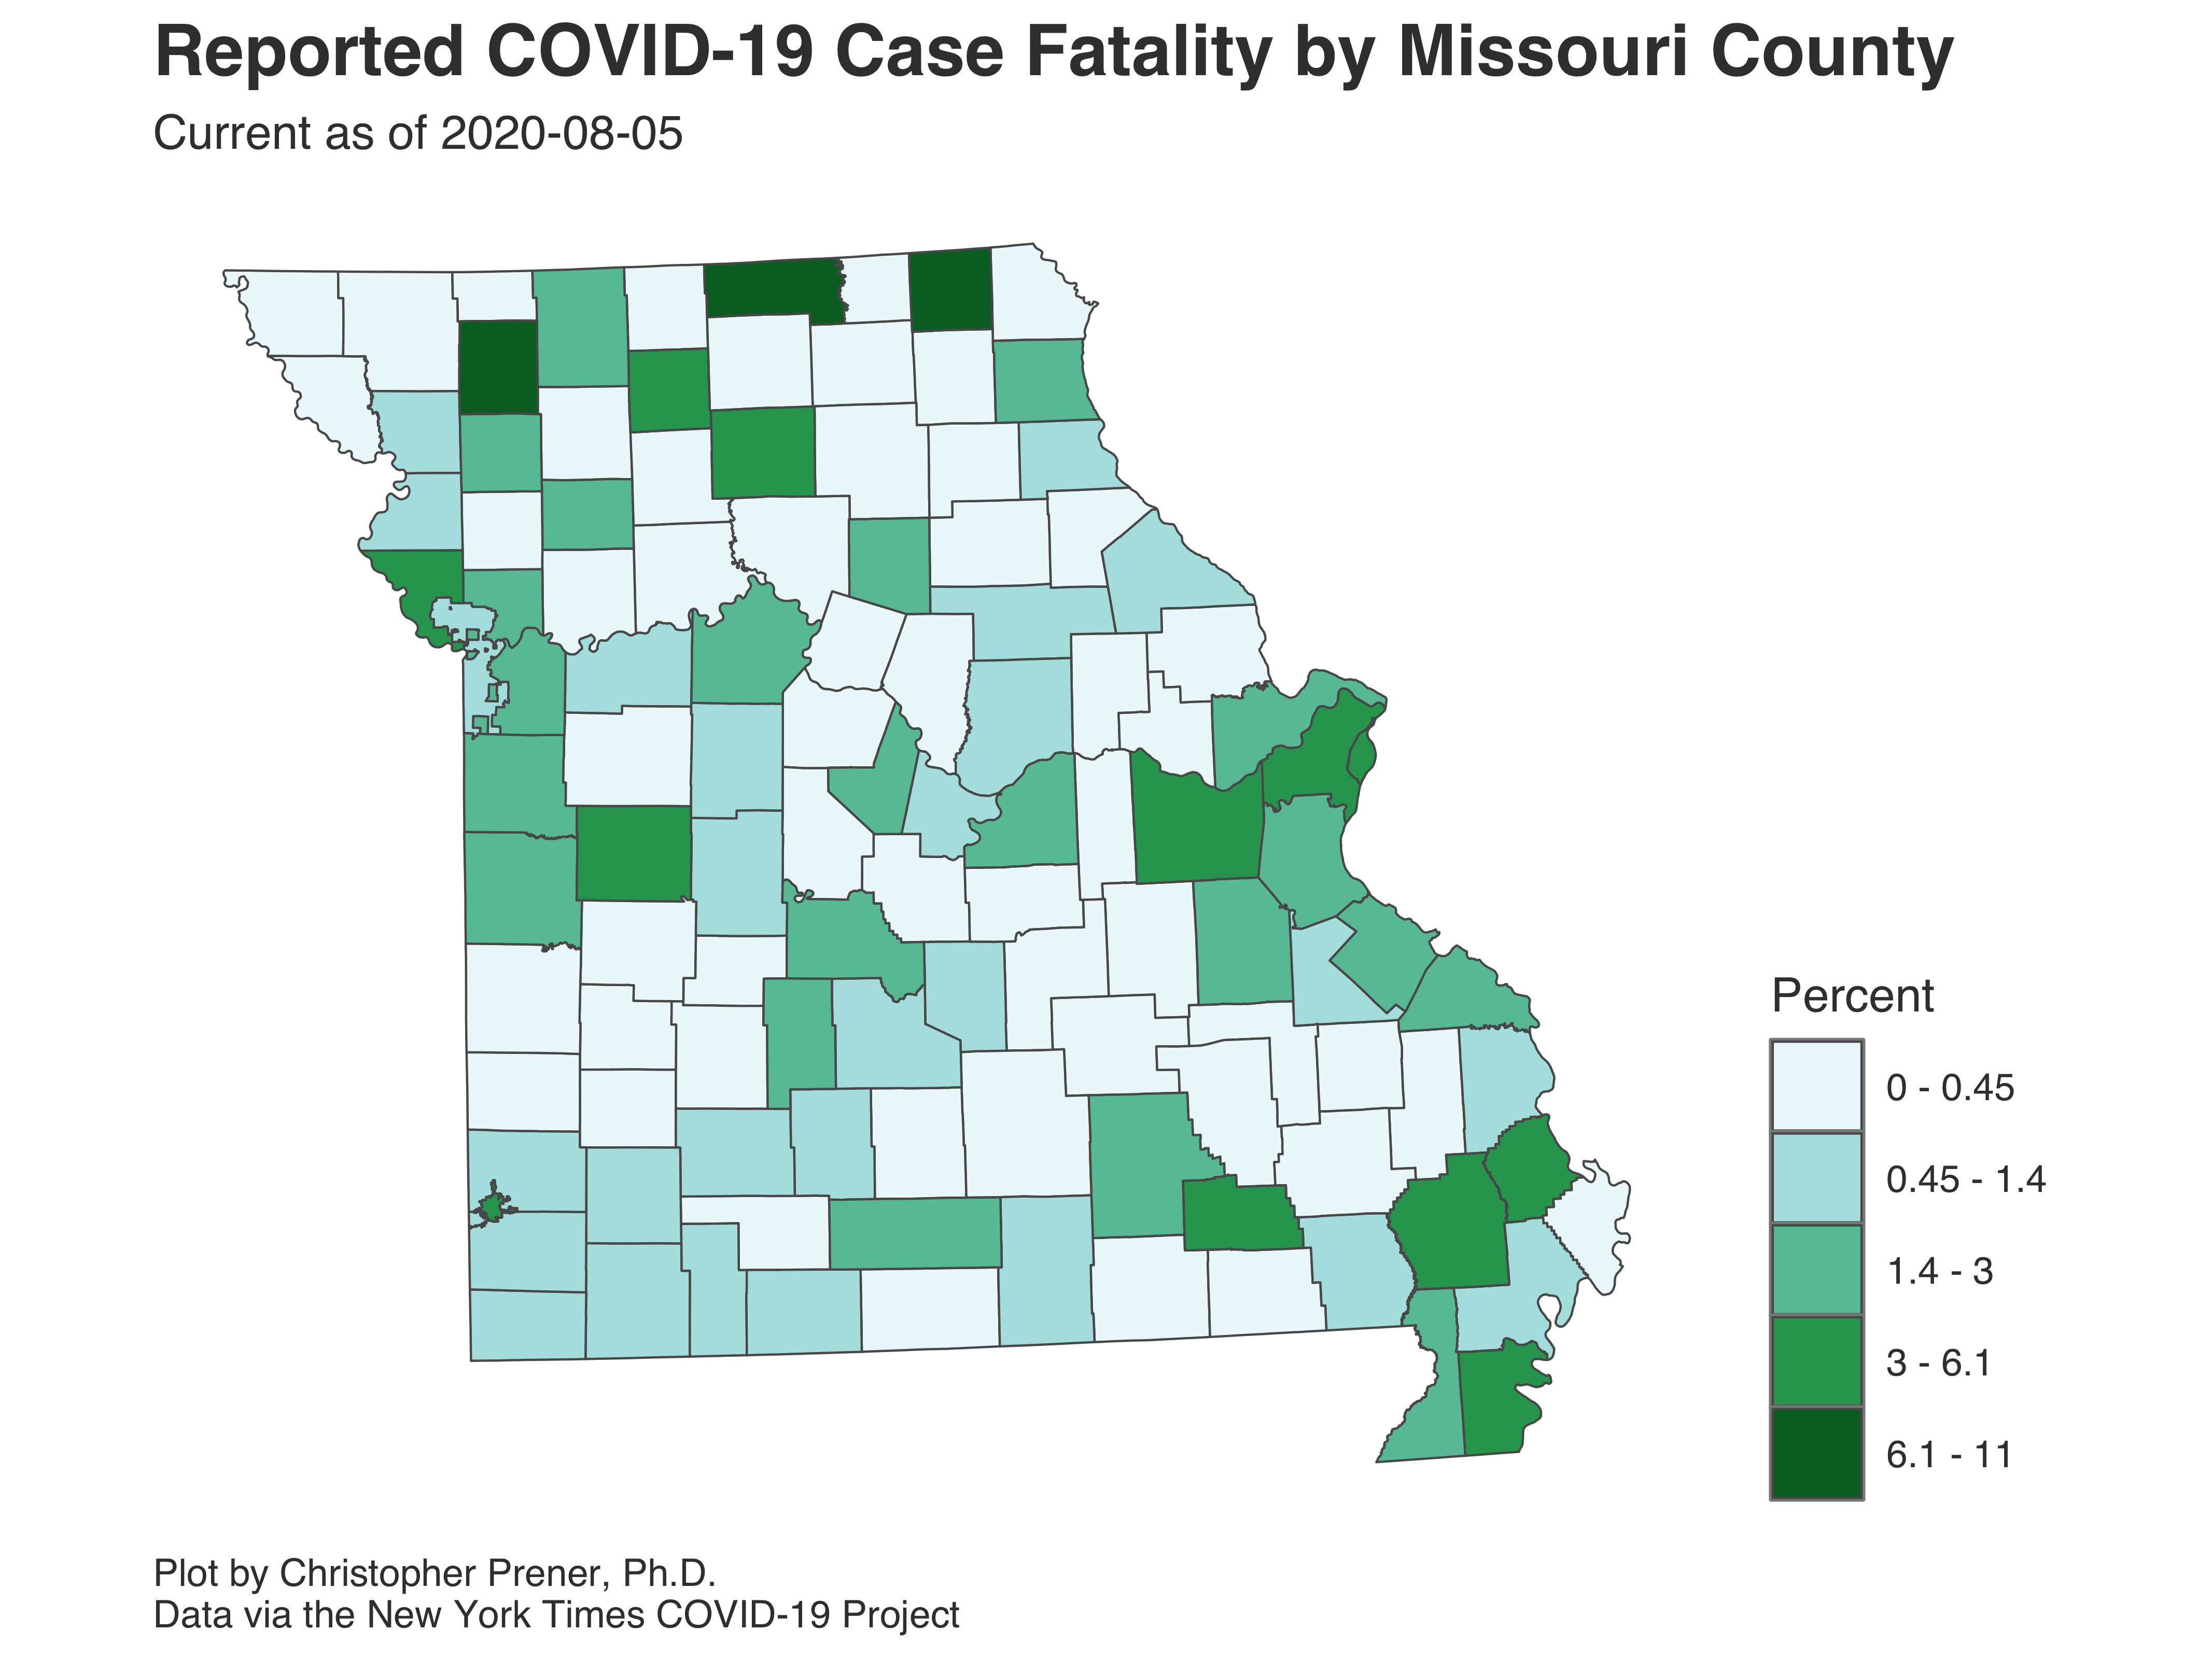 Reported COVID-19 Case Fatality by Missouri County
Current as of 2020-08-05
Percent
0 - 0.45
0.45 - 1.4
1.4 - 3
3 - 6.1
6.1 - 11
Plot by Christopher Prener, Ph.D.
Data via the New York Times COVID-19 Project